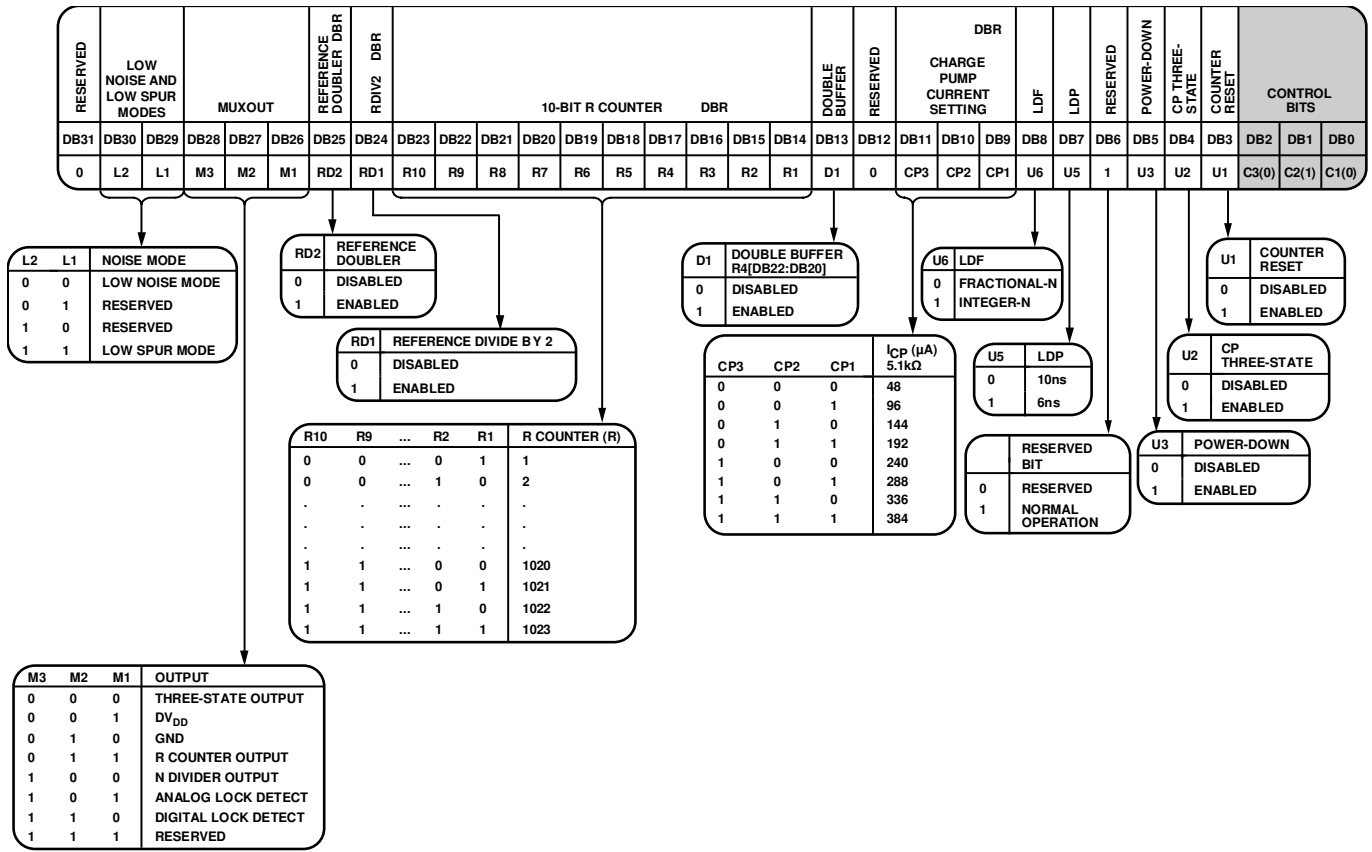 RESERVED
LOW
NOISE AND
LOW SPUR
MODES
MUXOUT
REFERENCE
DOUBLER DBR
RDIV2 DBR
10-BIT R COUNTER DBR
DOUBLE
BUFFER
RESERVED
DBR
CHARGE
PUMP
CURRENT
SETTING
LDF
LDP
RESERVED
POWER-DOWN
CP THREE-
STATE
COUNTER
RESET
CONTROL
BITS
DB31 DB30 DB29 DB28 DB27 DB26 DB25 DB24 DB23 DB22 DB21 DB20 DB19 DB18 DB17 DB16 DB15 DB14 DB13 DB12 DB11 DB10 DB9 DB8 DB7 DB6 DB5 DB4 DB3 DB2 DB1 DB0
0 L2 L1 M3 M2 M1 RD2 RD1 R10 R9 R8 R7 R6 R5 R4 R3 R2 R1 D1 0 CP3 CP2 CP1 U6 U5 1 U3 U2 U1 C3(0) C2(1) C1(0)
L2 L1 NOISE MODE
0 0 LOW NOISE MODE
0 1 RESERVED
1 0 RESERVED
1 1 LOW SPUR MODE
RD2 REFERENCE
DOUBLER
0 DISABLED
1 ENABLED
RD1 REFERENCE DIVIDE BY 2
0 DISABLED
1 ENABLED
R10 R9 ... R2 R1 R COUNTER (R)
0 0 ... 0 1 1
0 0 ... 1 0 2
. . ... . . .
. . ... . . .
. . ... . . .
1 1 ... 0 0 1020
1 1 ... 0 1 1021
1 1 ... 1 0 1022
1 1 ... 1 1 1023
D1 DOUBLE BUFFER
R4[DB22:DB20]
0 DISABLED
1 ENABLED
CP3 CP2 CP1 ICP (µA)
5.1kΩ
0 0 0 48
0 0 1 96
0 1 0 144
0 1 1 192
1 0 0 240
1 0 1 288
1 1 0 336
1 1 1 384
U6 LDF
0 FRACTIONAL-N
1 INTEGER-N
U5 LDP
0 10ns
1 6ns
RESERVED
BIT
0 RESERVED
1 NORMAL
OPERATION
U1 COUNTER
RESET
0 DISABLED
1 ENABLED
U2 CP
THREE-STATE
0 DISABLED
1 ENABLED
U3 POWER-DOWN
0 DISABLED
1 ENABLED
M3 M2 M1 OUTPUT
0 0 0 THREE-STATE OUTPUT
0 0 1 DVDD
0 1 0 GND
0 1 1 R COUNTER OUTPUT
1 0 0 N DIVIDER OUTPUT
1 0 1 ANALOG LOCK DETECT
1 1 0 DIGITAL LOCK DETECT
1 1 1 RESERVED